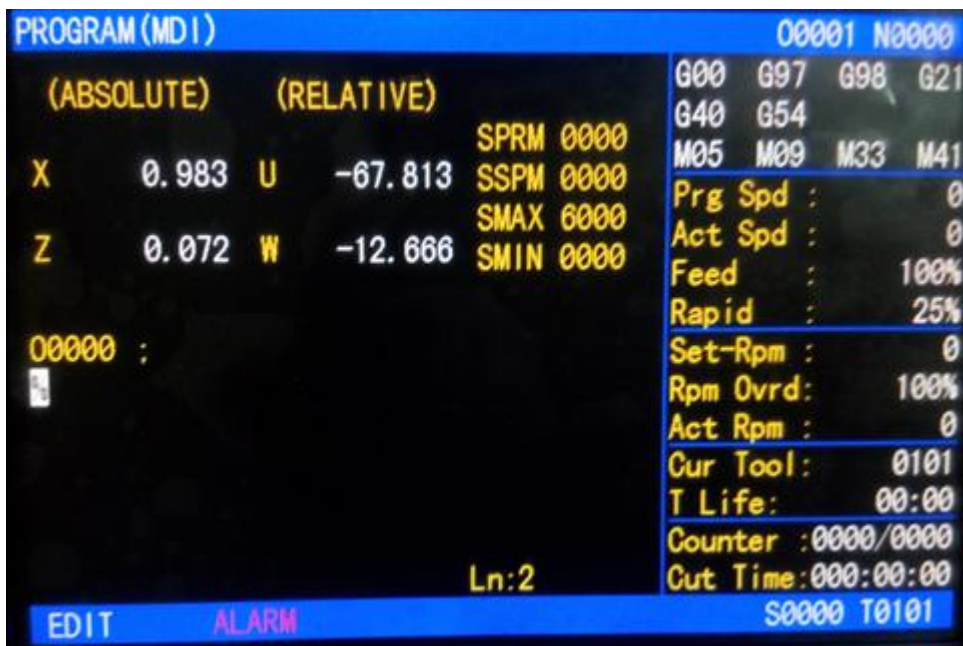 PROGRAM(MDI) O0001 N0000
(ABSOLUTE) (RELATIVE)
X 0.983 U -67.813
Z 0.072 W -12.666
SPRM 0000
SSPM 0000
SMAX 6000
SMIN 0000
O0000 ;
%
Ln:2
G00 G97 G98 G21
G40 G54
M05 M09 M33 M41
Prg Spd : 0
Act Spd : 0
Feed : 100%
Rapid : 25%
Set-Rpm : 0
Rpm Ovrd: 100%
Act Rpm : 0
Cur Tool: 0101
T Life: 00:00
Counter :0000/0000
Cut Time:000:00:00
EDIT ALARM S0000 T0101